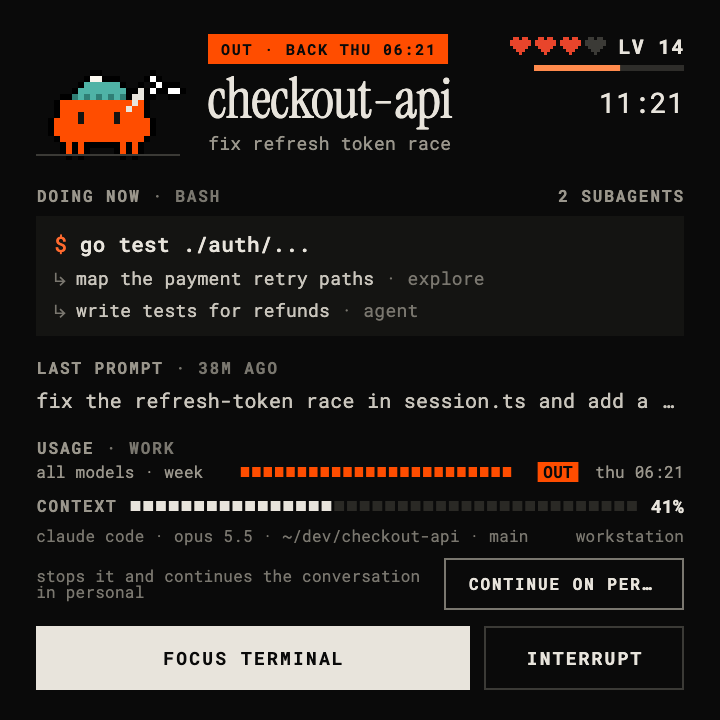 OUT · BACK THU 06:21
LV 14
checkout-api
11:21
fix refresh token race
DOING NOW · BASH
2 SUBAGENTS
$ go test ./auth/...
↳ map the payment retry paths · explore
↳ write tests for refunds · agent
LAST PROMPT · 38M AGO
fix the refresh-token race in session.ts and add a …
USAGE · WORK
all models · week
OUT thu 06:21
CONTEXT
41%
claude code · opus 5.5 · ~/dev/checkout-api · main
workstation
stops it and continues the conversation
in personal
CONTINUE ON PER…
FOCUS TERMINAL
INTERRUPT